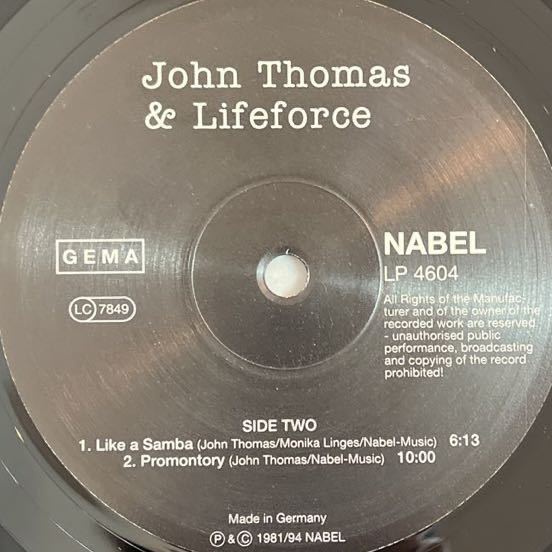 John Thomas
& Lifeforce
GEMA
LC 7849
NABEL
LP 4604
All Rights of the Manufac-
turer and of the owner of the
recorded work are reserved
- unauthorised public
performance, broadcasting
and copying of the record
prohibited!
SIDE TWO
1. Like a Samba (John Thomas/Monika Linges/Nabel-Music) 6:13
2. Promontory (John Thomas/Nabel-Music) 10:00
Made in Germany
Ⓟ & © 1981/94 NABEL